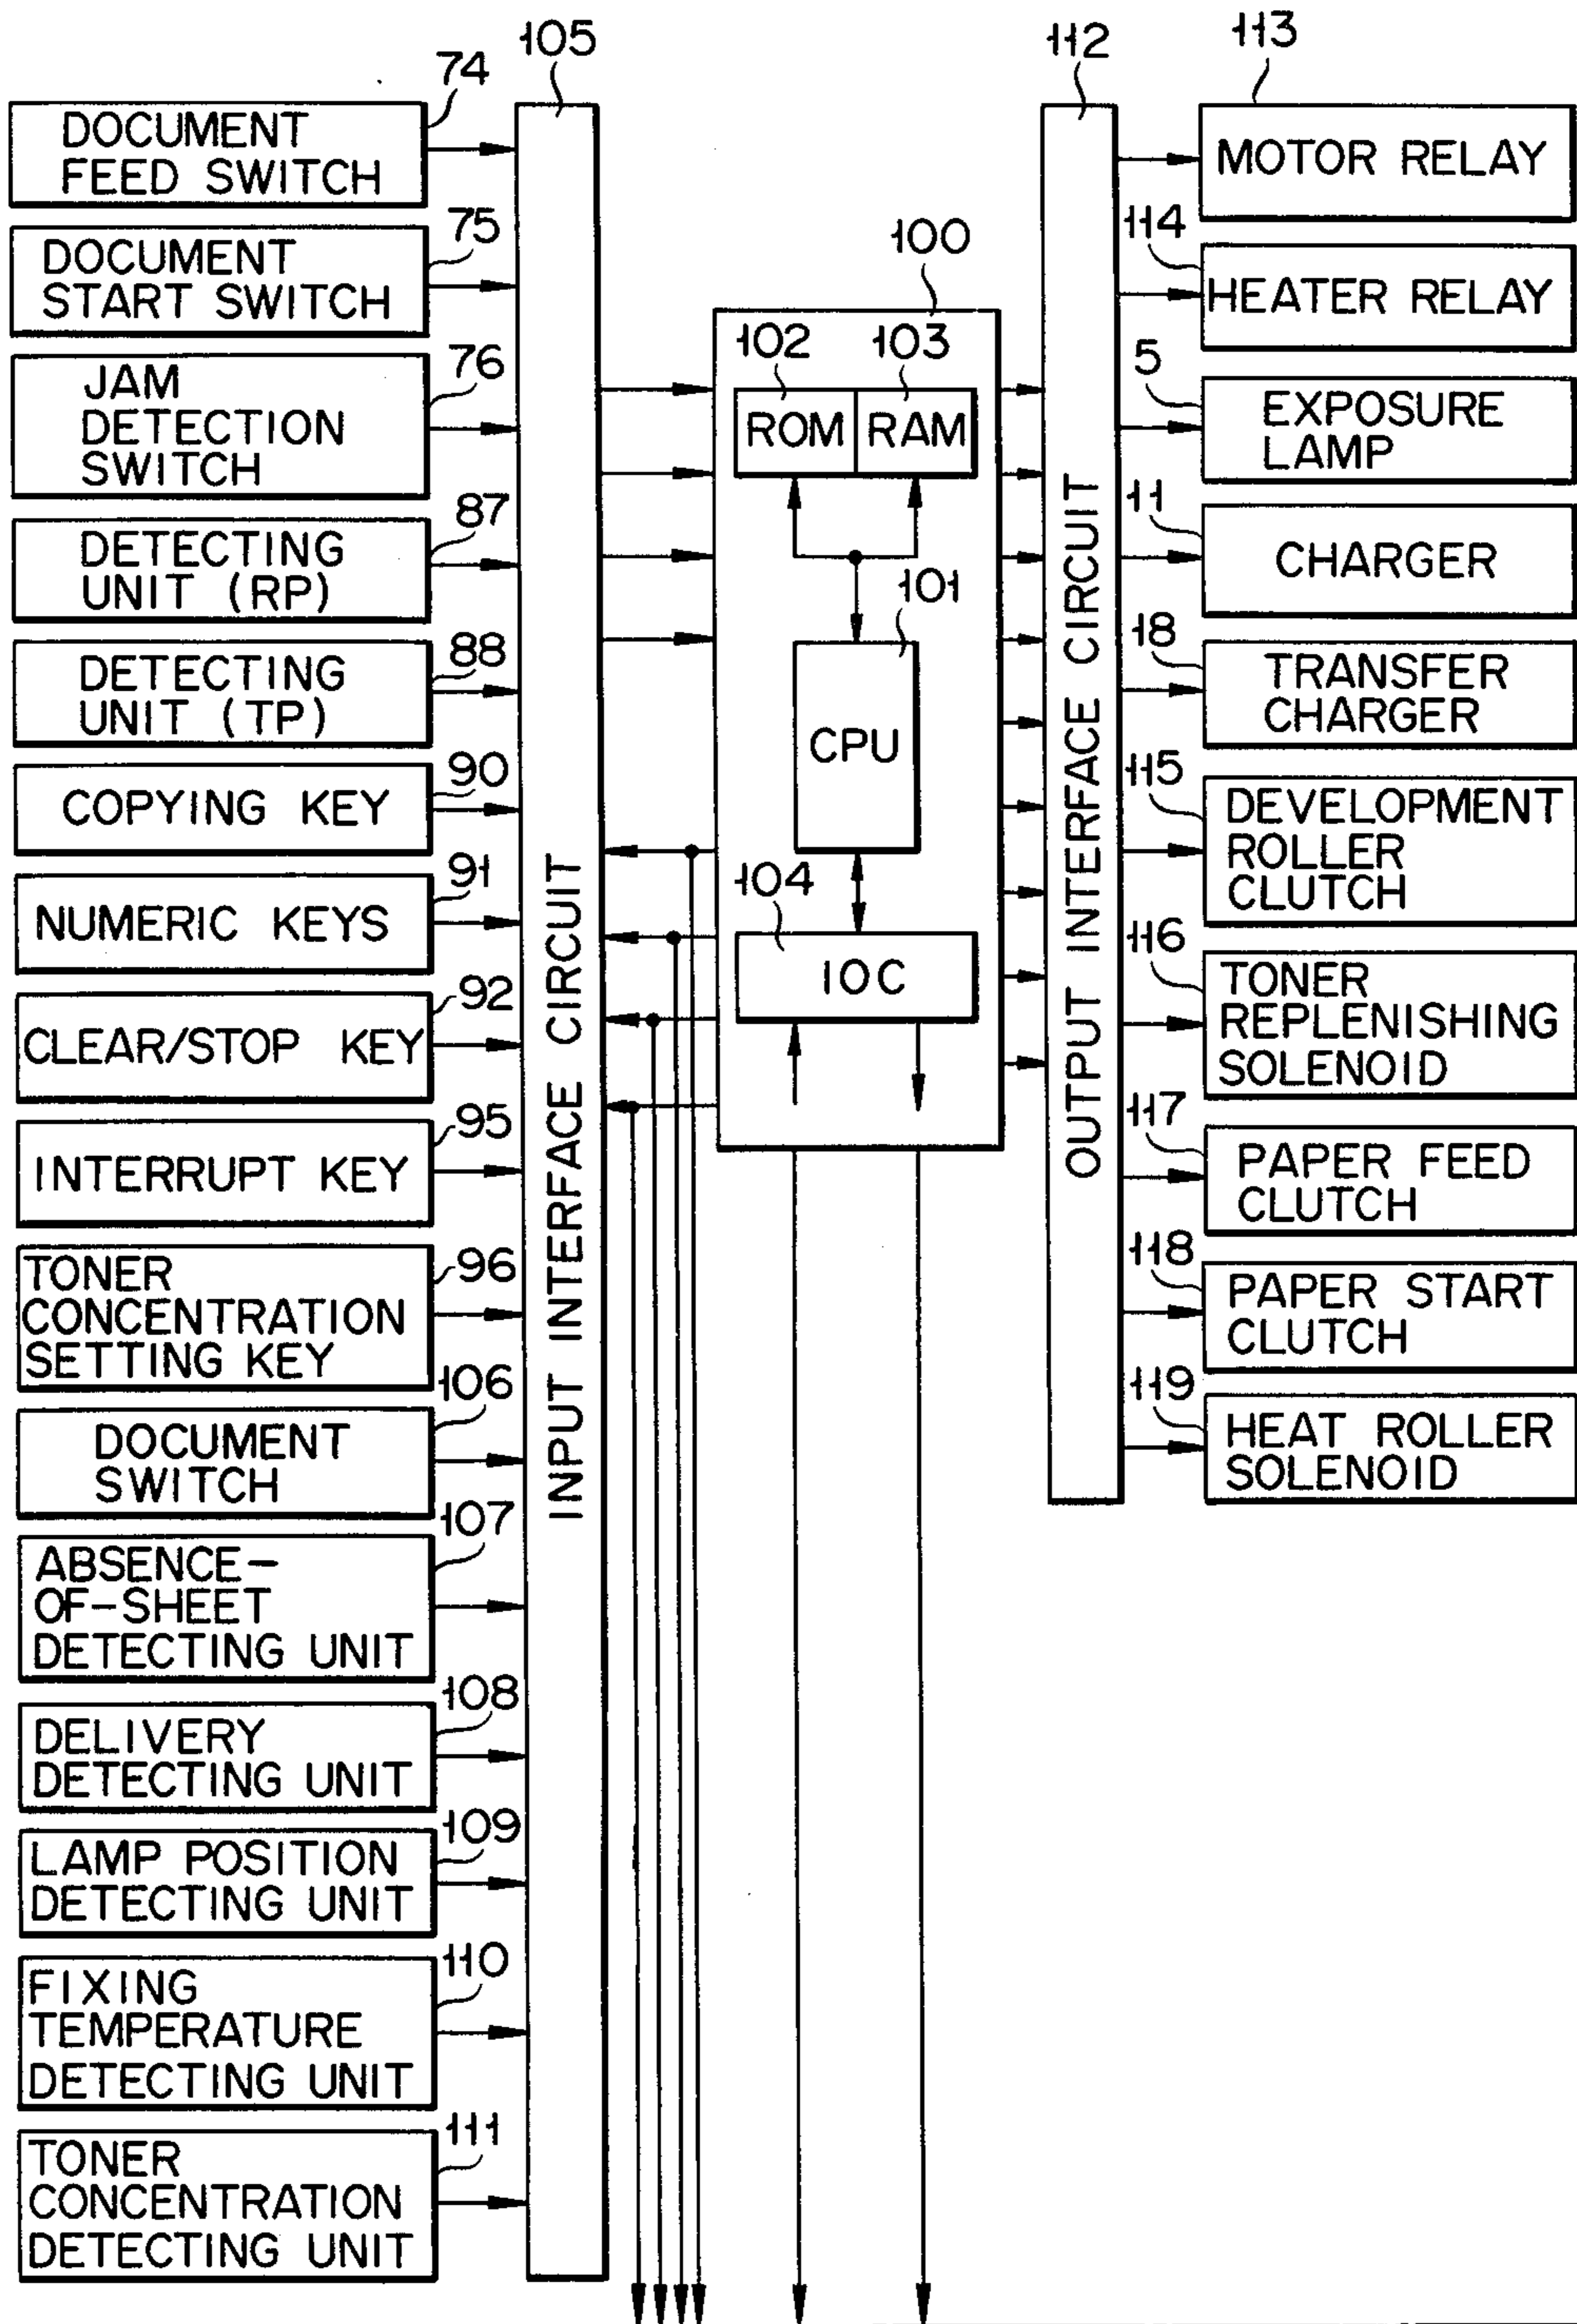 105
112
113
74
DOCUMENT
FEED SWITCH
MOTOR RELAY
75
DOCUMENT
START SWITCH
100
114
HEATER RELAY
76
JAM
DETECTION
SWITCH
102
103
ROM
RAM
5
EXPOSURE
LAMP
87
DETECTING
UNIT (RP)
11
CHARGER
88
DETECTING
UNIT (TP)
101
CPU
18
TRANSFER
CHARGER
90
COPYING KEY
115
DEVELOPMENT
ROLLER
CLUTCH
91
NUMERIC KEYS
104
IOC
92
CLEAR/STOP KEY
116
TONER
REPLENISHING
SOLENOID
95
INTERRUPT KEY
INPUT INTERFACE CIRCUIT
OUTPUT INTERFACE CIRCUIT
117
PAPER FEED
CLUTCH
96
TONER
CONCENTRATION
SETTING KEY
118
PAPER START
CLUTCH
106
DOCUMENT
SWITCH
119
HEAT ROLLER
SOLENOID
107
ABSENCE-
OF-SHEET
DETECTING UNIT
108
DELIVERY
DETECTING UNIT
109
LAMP POSITION
DETECTING UNIT
110
FIXING
TEMPERATURE
DETECTING UNIT
111
TONER
CONCENTRATION
DETECTING UNIT